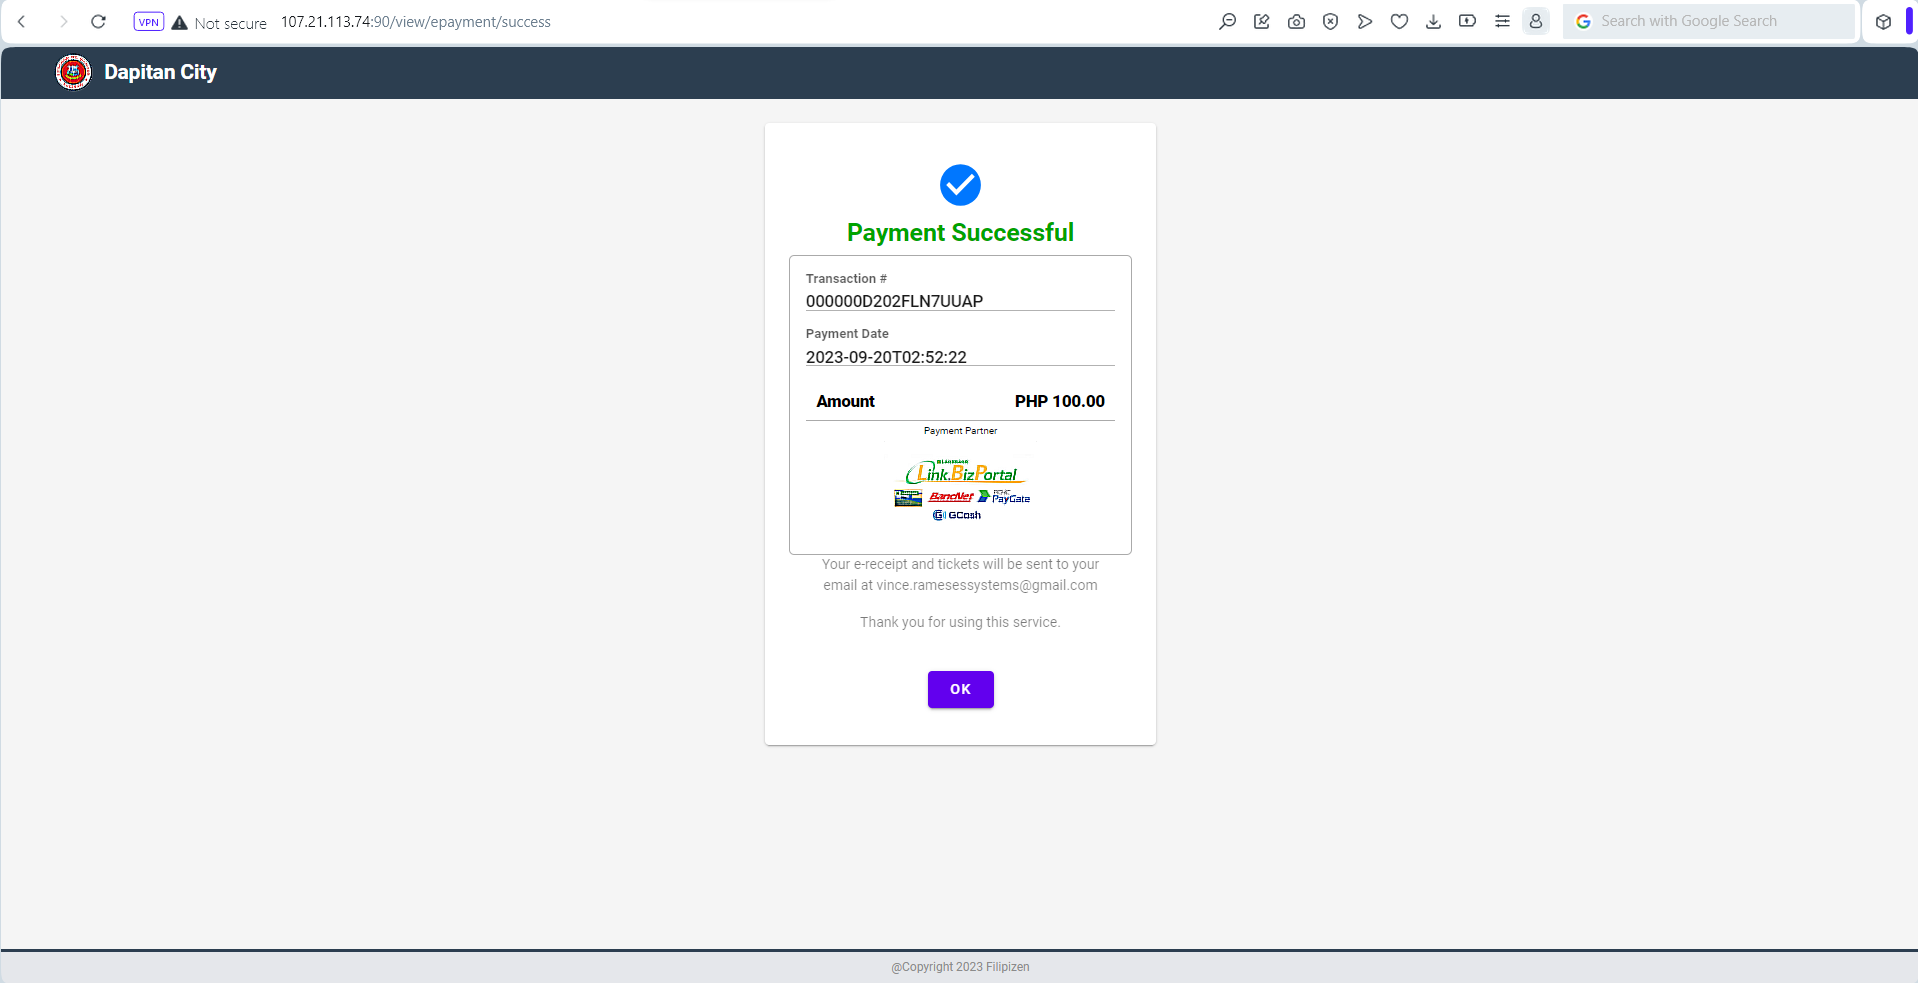 VPN
Not secure
107.21.113.74:90/view/epayment/success
Search with Google Search
Dapitan City
Payment Successful
Transaction #
000000D202FLN7UUAP
Payment Date
2023-09-20T02:52:22
Amount PHP 100.00
Payment Partner
Link.BizPortal
BancNet PayGate
GCash
Your e-receipt and tickets will be sent to your
email at vince.ramesessystems@gmail.com
Thank you for using this service.
OK
@Copyright 2023 Filipizen